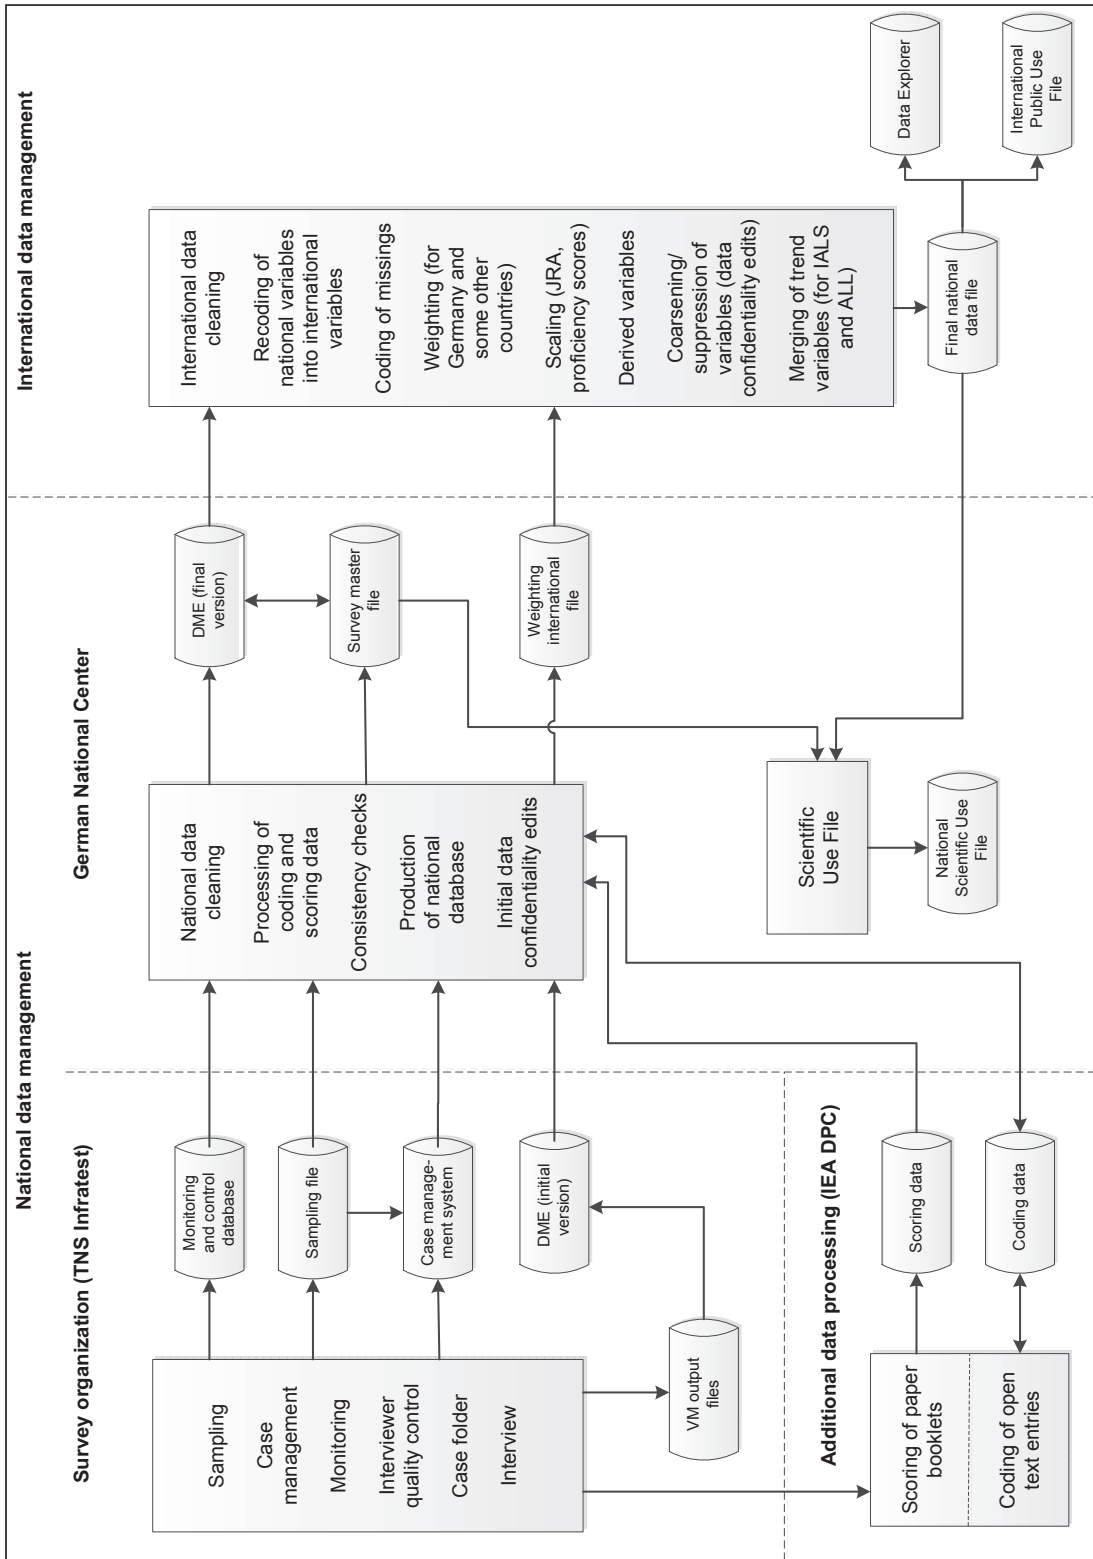 National data management
International data management
Survey organization (TNS Infratest)
German National Center
Sampling
Case
management
Monitoring
Interviewer
quality control
Case folder
Interview
VM output
files
Monitoring
and control
database
Sampling file
Case manage-
ment system
DME (initial
version)
Additional data processing (IEA DPC)
Scoring of paper
booklets
Coding of open
text entries
Scoring data
Coding data
National data
cleaning
Processing of
coding and
scoring data
Consistency checks
Production
of national
database
Initial data
confidentiality edits
DME (final
version)
Survey master
file
Weighting
international
file
Scientific
Use File
National
Scientific Use
File
International data
cleaning
Recoding of
national variables
into international
variables
Coding of missings
Weighting (for
Germany and
some other
countries)
Scaling (JRA,
proficiency scores)
Derived variables
Coarsening/
suppression of
variables (data
confidentiality edits)
Merging of trend
variables (for IALS
and ALL)
Final national
data file
Data Explorer
International
Public Use
File